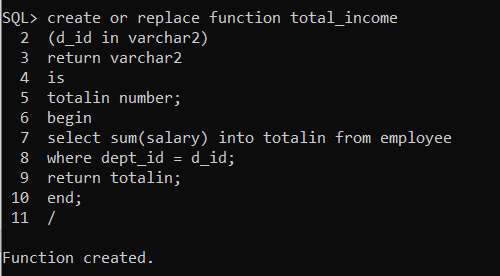 SQL> create or replace function total_income
  2  (d_id in varchar2)
  3  return varchar2
  4  is
  5  totalin number;
  6  begin
  7  select sum(salary) into totalin from employee
  8  where dept_id = d_id;
  9  return totalin;
 10  end;
 11  /
Function created.